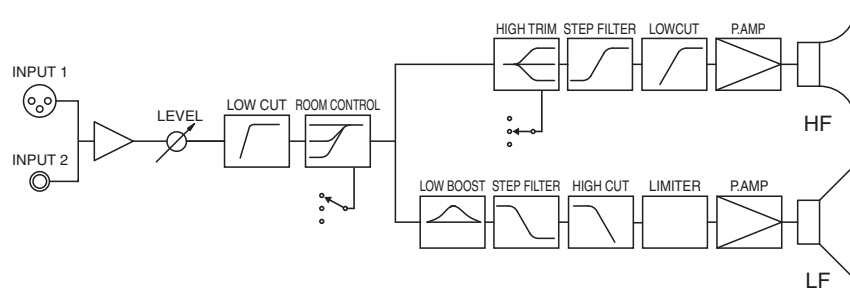 HIGH TRIM STEP FILTER LOWCUT P.AMP
INPUT 1
LEVEL LOW CUT ROOM CONTROL
HF
INPUT 2
LOW BOOST STEP FILTER HIGH CUT LIMITER P.AMP
LF